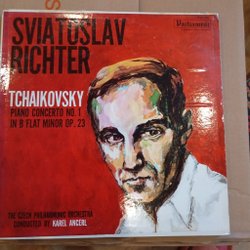 SVIATOSLAV
RICHTER
Parliament
TCHAIKOVSKY
PIANO CONCERTO NO. 1
IN B FLAT MINOR OP. 23
THE CZECH PHILHARMONIC ORCHESTRA
CONDUCTED BY KAREL ANCERL